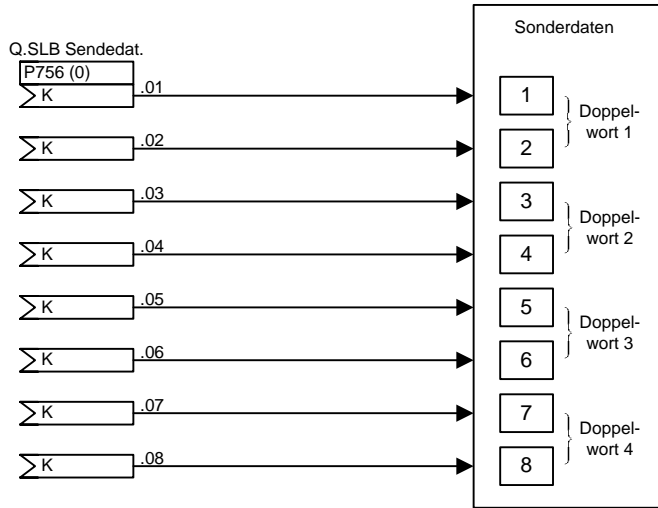 Sonderdaten
Q.SLB Sendedat.
P756 (0)
K .01 1
Doppel-
wort 1
K .02 2
K .03 3
Doppel-
wort 2
K .04 4
K .05 5
Doppel-
wort 3
K .06 6
K .07 7
Doppel-
wort 4
K .08 8